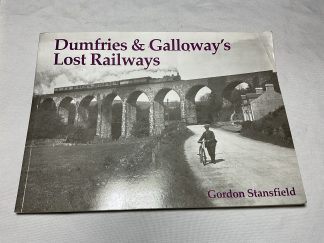 Dumfries & Galloway's
Lost Railways
Gordon Stansfield